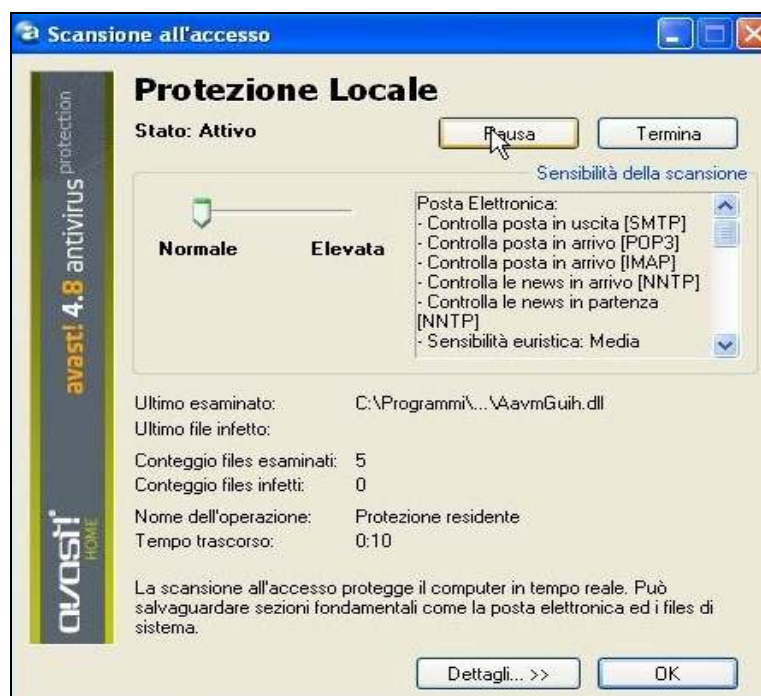 Scansione all'accesso
avast! 4.8 antivirus protection
avast!
HOME
Protezione Locale
Stato: Attivo
Pausa
Termina
Sensibilità della scansione
Normale
Elevata
Posta Elettronica:
- Controlla posta in uscita [SMTP]
- Controlla posta in arrivo [POP3]
- Controlla posta in arrivo [IMAP]
- Controlla le news in arrivo [NNTP]
- Controlla le news in partenza
[NNTP]
- Sensibilità euristica: Media
Ultimo esaminato: C:\Programmi\...\AavmGuih.dll
Ultimo file infetto:
Conteggio files esaminati: 5
Conteggio files infetti: 0
Nome dell'operazione: Protezione residente
Tempo trascorso: 0:10
La scansione all'accesso protegge il computer in tempo reale. Può
salvaguardare sezioni fondamentali come la posta elettronica ed i files di
sistema.
Dettagli... >>
OK